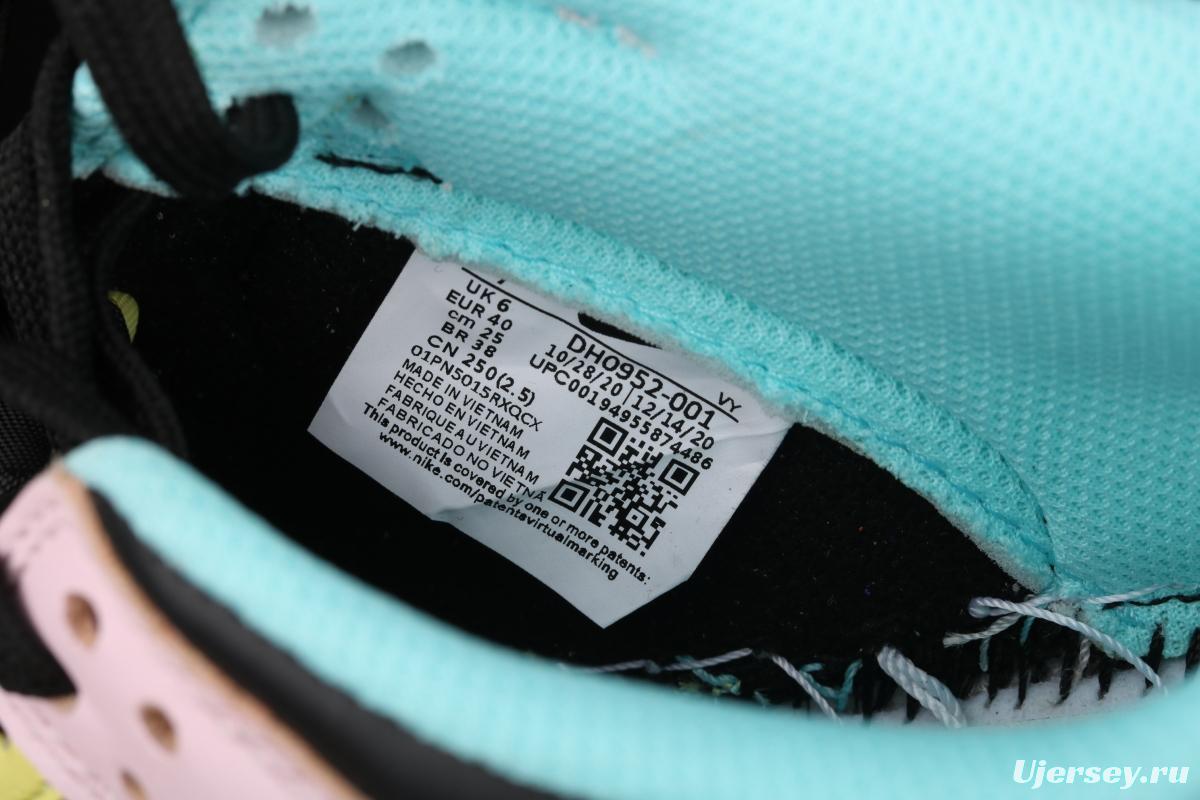 UK 6
EUR 40
cm 25
BR 38
CN 250(2.5)
01PN5015RXQCX
MADE IN VIETNAM
HECHO EN VIETNAM
FABRIQUE AU VIETNAM
FABRICADO NO VIETNÃ
This product is covered by one or more patents:
www.nike.com/patentsvirtualmarking
DH0952-001
VY
10/28/20 | 12/14/20
UPC00194955874486
Ujersey.ru